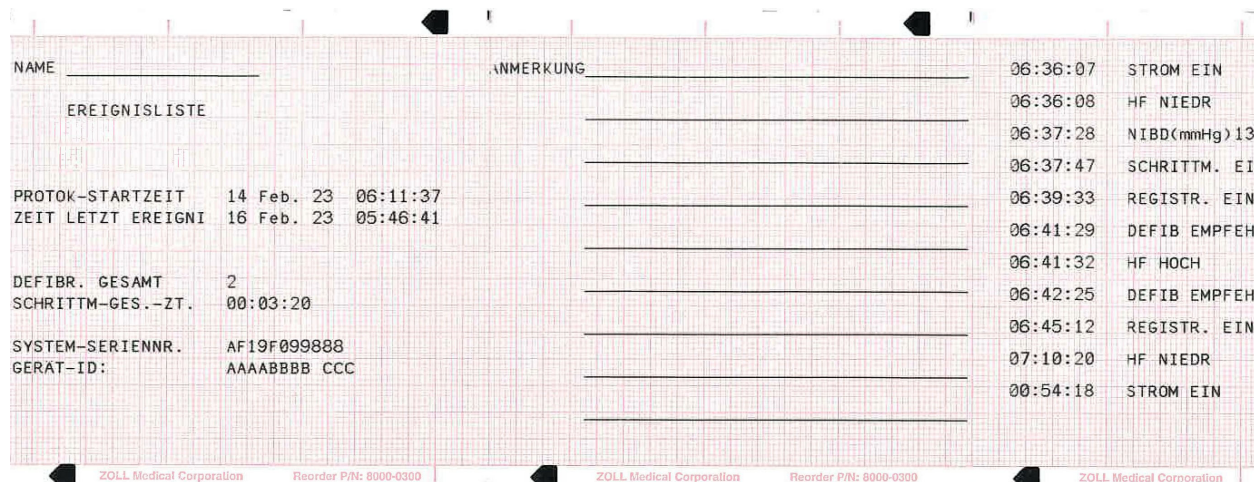 NAME
EREIGNISLISTE
PROTOK-STARTZEIT 14 Feb. 23 06:11:37
ZEIT LETZT EREIGNI 16 Feb. 23 05:46:41
DEFIBR. GESAMT 2
SCHRITTM-GES.-ZT. 00:03:20
SYSTEM-SERIENNR. AF19F099888
GERÄT-ID: AAAABBBB CCC
ANMERKUNG
06:36:07 STROM EIN
06:36:08 HF NIEDR
06:37:28 NIBD(mmHg)13
06:37:47 SCHRITTM. EI
06:39:33 REGISTR. EIN
06:41:29 DEFIB EMPFEH
06:41:32 HF HOCH
06:42:25 DEFIB EMPFEH
06:45:12 REGISTR. EIN
07:10:20 HF NIEDR
00:54:18 STROM EIN
ZOLL Medical Corporation Reorder P/N: 8000-0300 ZOLL Medical Corporation Reorder P/N: 8000-0300 ZOLL Medical Corporation